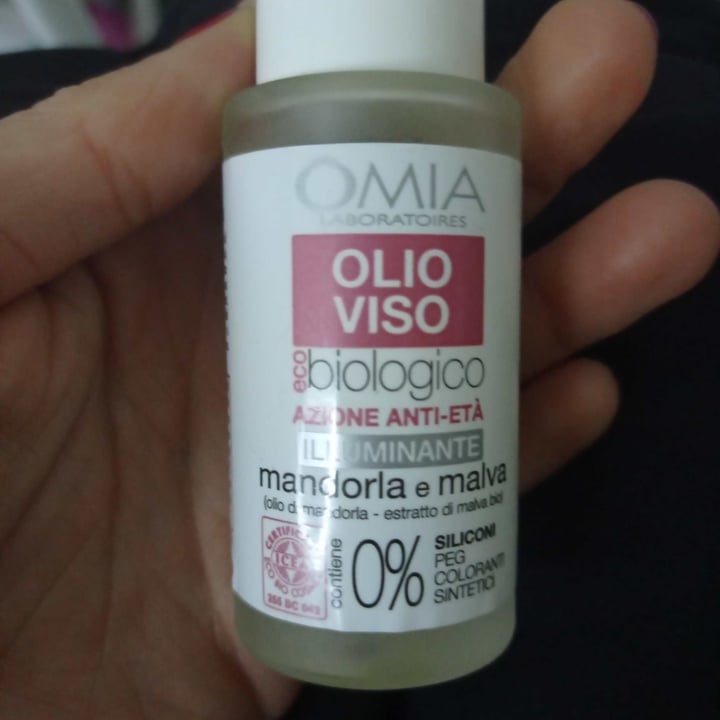 OMIA
LABORATOIRES
OLIO
VISO
eco biologico
AZIONE ANTI-ETÀ
ILLUMINANTE
mandorla e malva
(olio di mandorla - estratto di malva bio)
ICEA
contiene
0%
SILICONI
PEG
COLORANTI
SINTETICI